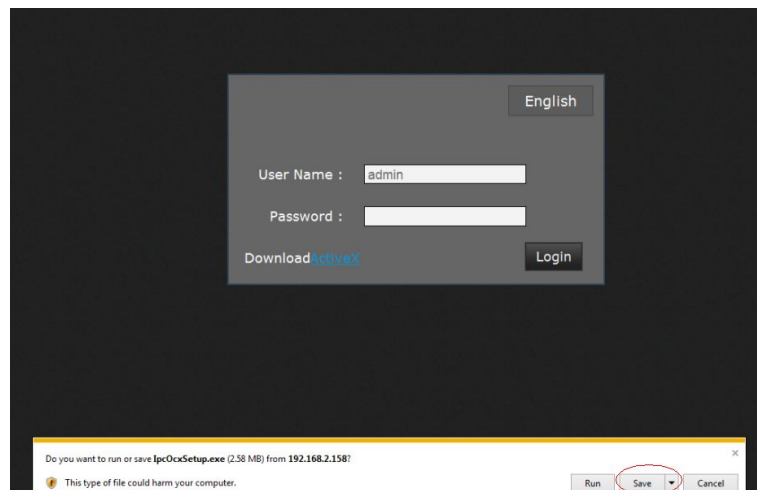 English
User Name :
admin
Password :
DownloadActiveX
Login
Do you want to run or save IpcOcxSetup.exe (2.58 MB) from 192.168.2.158?
×
This type of file could harm your computer.
Run
Save
Cancel